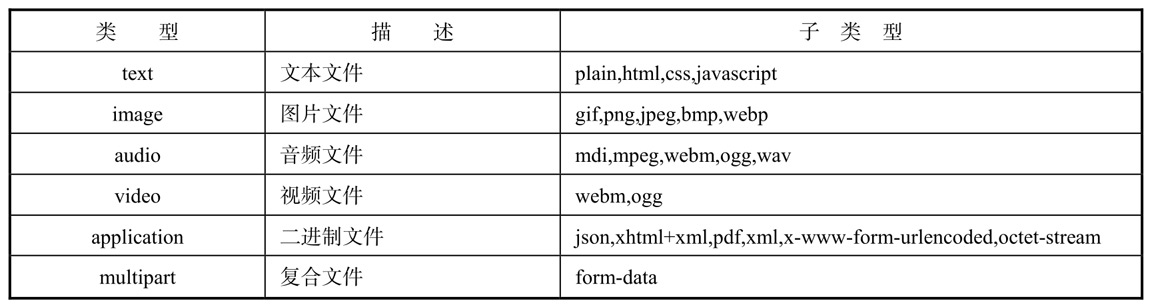 类 型 描 述 子 类 型
text 文本文件 plain,html,css,javascript
image 图片文件 gif,png,jpeg,bmp,webp
audio 音频文件 mdi,mpeg,webm,ogg,wav
video 视频文件 webm,ogg
application 二进制文件 json,xhtml+xml,pdf,xml,x-www-form-urlencoded,octet-stream
multipart 复合文件 form-data